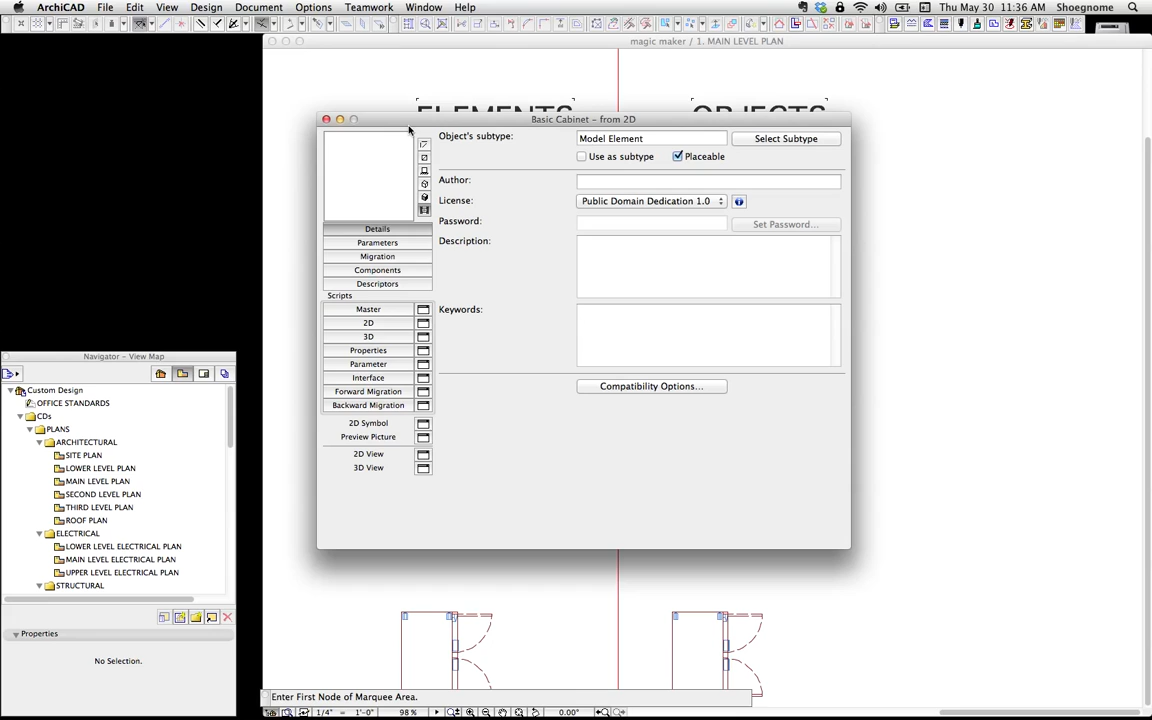 ArchiCAD File Edit View Design Document Options Teamwork Window Help Thu May 30 11:36 AM Shoegnome
magic maker / 1. MAIN LEVEL PLAN
ELEMENTS OBJECTS
Basic Cabinet - from 2D
Object's subtype: Model Element Select Subtype
Use as subtype Placeable
Author:
License: Public Domain Dedication 1.0
Password: Set Password...
Description:
Keywords:
Compatibility Options...
Details
Parameters
Migration
Components
Descriptors
Scripts
Master
2D
3D
Properties
Parameter
Interface
Forward Migration
Backward Migration
2D Symbol
Preview Picture
2D View
3D View
Navigator - View Map
Custom Design
OFFICE STANDARDS
CDs
PLANS
ARCHITECTURAL
SITE PLAN
LOWER LEVEL PLAN
MAIN LEVEL PLAN
SECOND LEVEL PLAN
THIRD LEVEL PLAN
ROOF PLAN
ELECTRICAL
LOWER LEVEL ELECTRICAL PLAN
MAIN LEVEL ELECTRICAL PLAN
UPPER LEVEL ELECTRICAL PLAN
STRUCTURAL
Properties
No Selection.
Enter First Node of Marquee Area.
1/4" = 1'-0" 98 % 0.00°